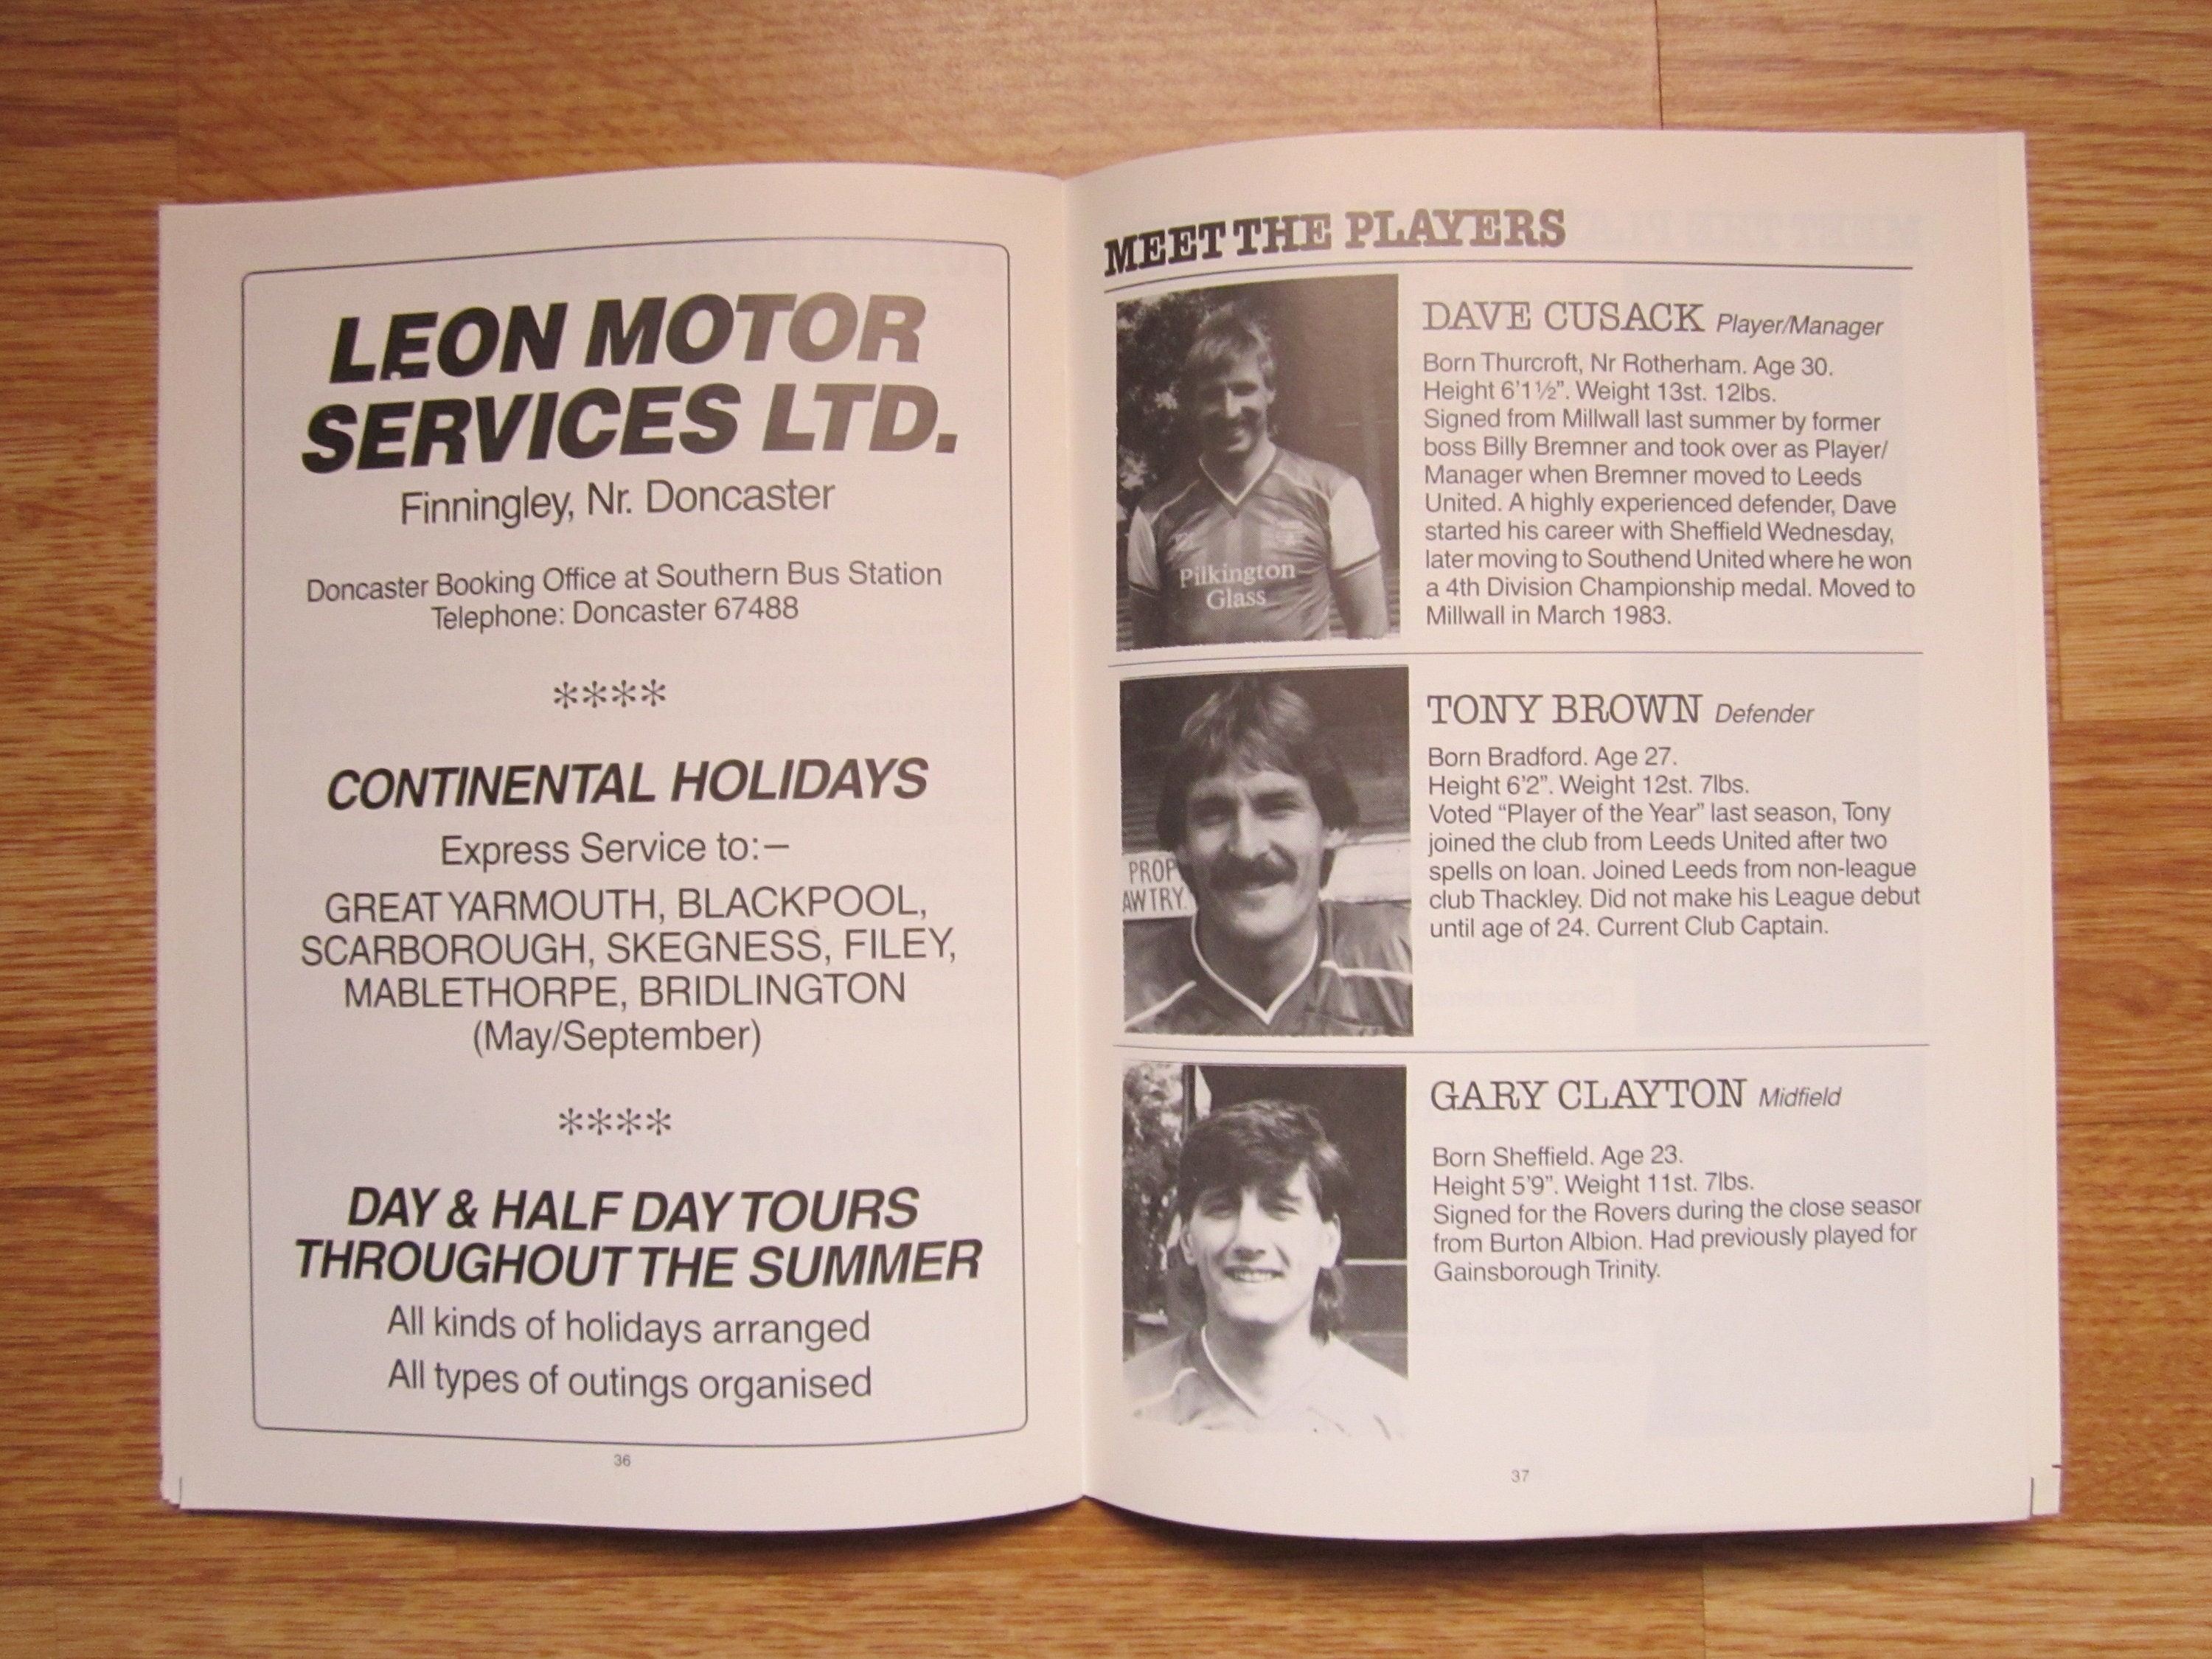 LEON MOTOR
SERVICES LTD.
Finningley, Nr. Doncaster
Doncaster Booking Office at Southern Bus Station
Telephone: Doncaster 67488
****
CONTINENTAL HOLIDAYS
Express Service to:—
GREAT YARMOUTH, BLACKPOOL,
SCARBOROUGH, SKEGNESS, FILEY,
MABLETHORPE, BRIDLINGTON
(May/September)
****
DAY & HALF DAY TOURS
THROUGHOUT THE SUMMER
All kinds of holidays arranged
All types of outings organised
36
MEET THE PLAYERS
Pilkington
Glass
DAVE CUSACK Player/Manager
Born Thurcroft, Nr Rotherham. Age 30.
Height 6'1½". Weight 13st. 12lbs.
Signed from Millwall last summer by former
boss Billy Bremner and took over as Player/
Manager when Bremner moved to Leeds
United. A highly experienced defender, Dave
started his career with Sheffield Wednesday,
later moving to Southend United where he won
a 4th Division Championship medal. Moved to
Millwall in March 1983.
PROP
AWTRY.
TONY BROWN Defender
Born Bradford. Age 27.
Height 6'2". Weight 12st. 7lbs.
Voted “Player of the Year” last season, Tony
joined the club from Leeds United after two
spells on loan. Joined Leeds from non-league
club Thackley. Did not make his League debut
until age of 24. Current Club Captain.
GARY CLAYTON Midfield
Born Sheffield. Age 23.
Height 5'9". Weight 11st. 7lbs.
Signed for the Rovers during the close seasor
from Burton Albion. Had previously played for
Gainsborough Trinity.
37